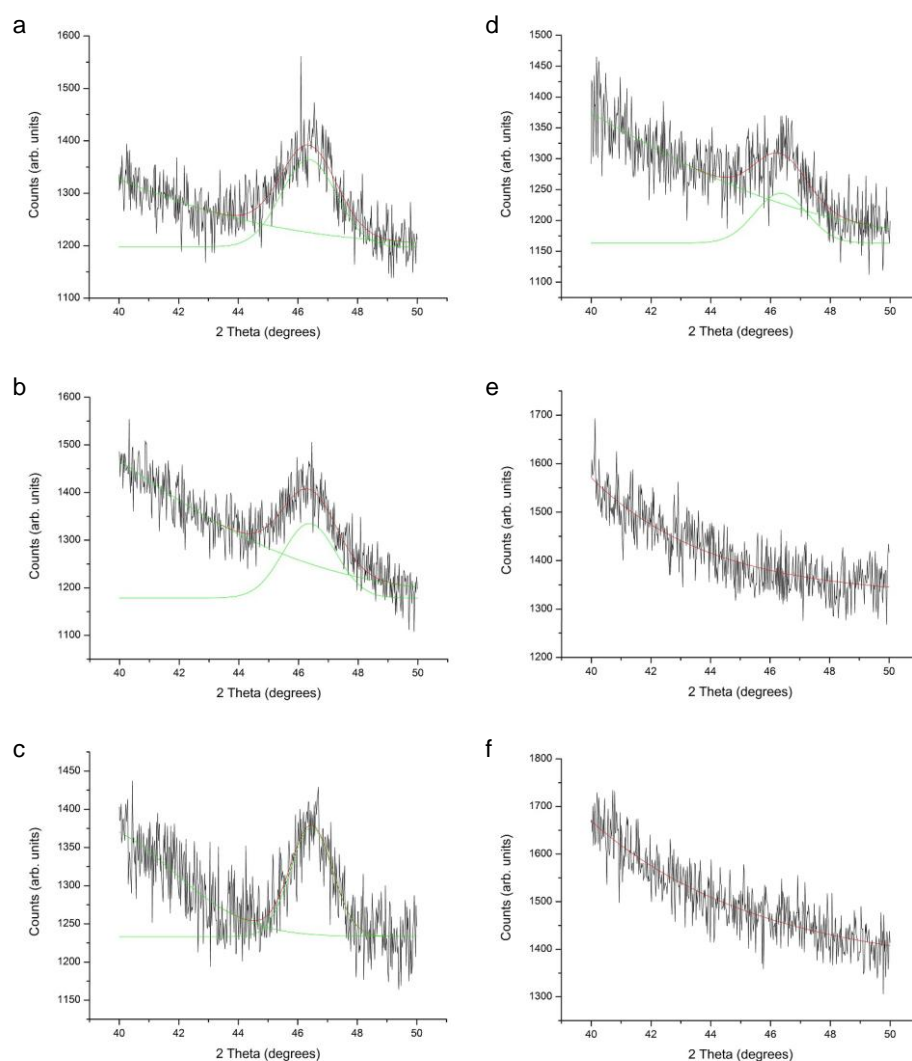 a
1600
1500
1400
1300
1200
1100
Counts (arb. units)
40 42 44 46 48 50
2 Theta (degrees)
b
1600
1500
1400
1300
1200
1100
Counts (arb. units)
40 42 44 46 48 50
2 Theta (degrees)
c
1450
1400
1350
1300
1250
1200
1150
Counts (arb. units)
40 42 44 46 48 50
2 Theta (degrees)
d
1500
1450
1400
1350
1300
1250
1200
1150
1100
Counts (arb. units)
40 42 44 46 48 50
2 Theta (degrees)
e
1700
1600
1500
1400
1300
1200
Counts (arb. units)
40 42 44 46 48 50
2 Theta (degrees)
f
1800
1700
1600
1500
1400
1300
Counts (arb. units)
40 42 44 46 48 50
2 Theta (degrees)